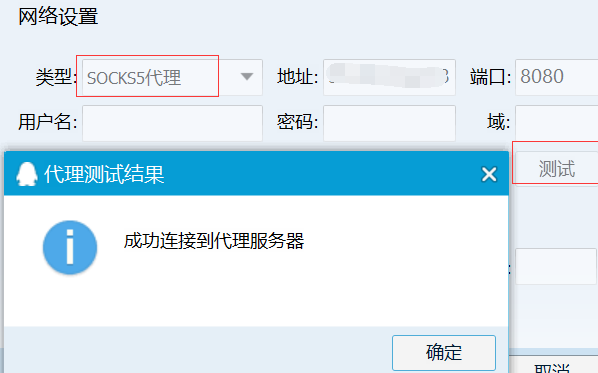 网络设置
类型: SOCKS5代理 地址: 端口: 8080
用户名: 密码: 域:
代理测试结果
测试
成功连接到代理服务器
确定
取消